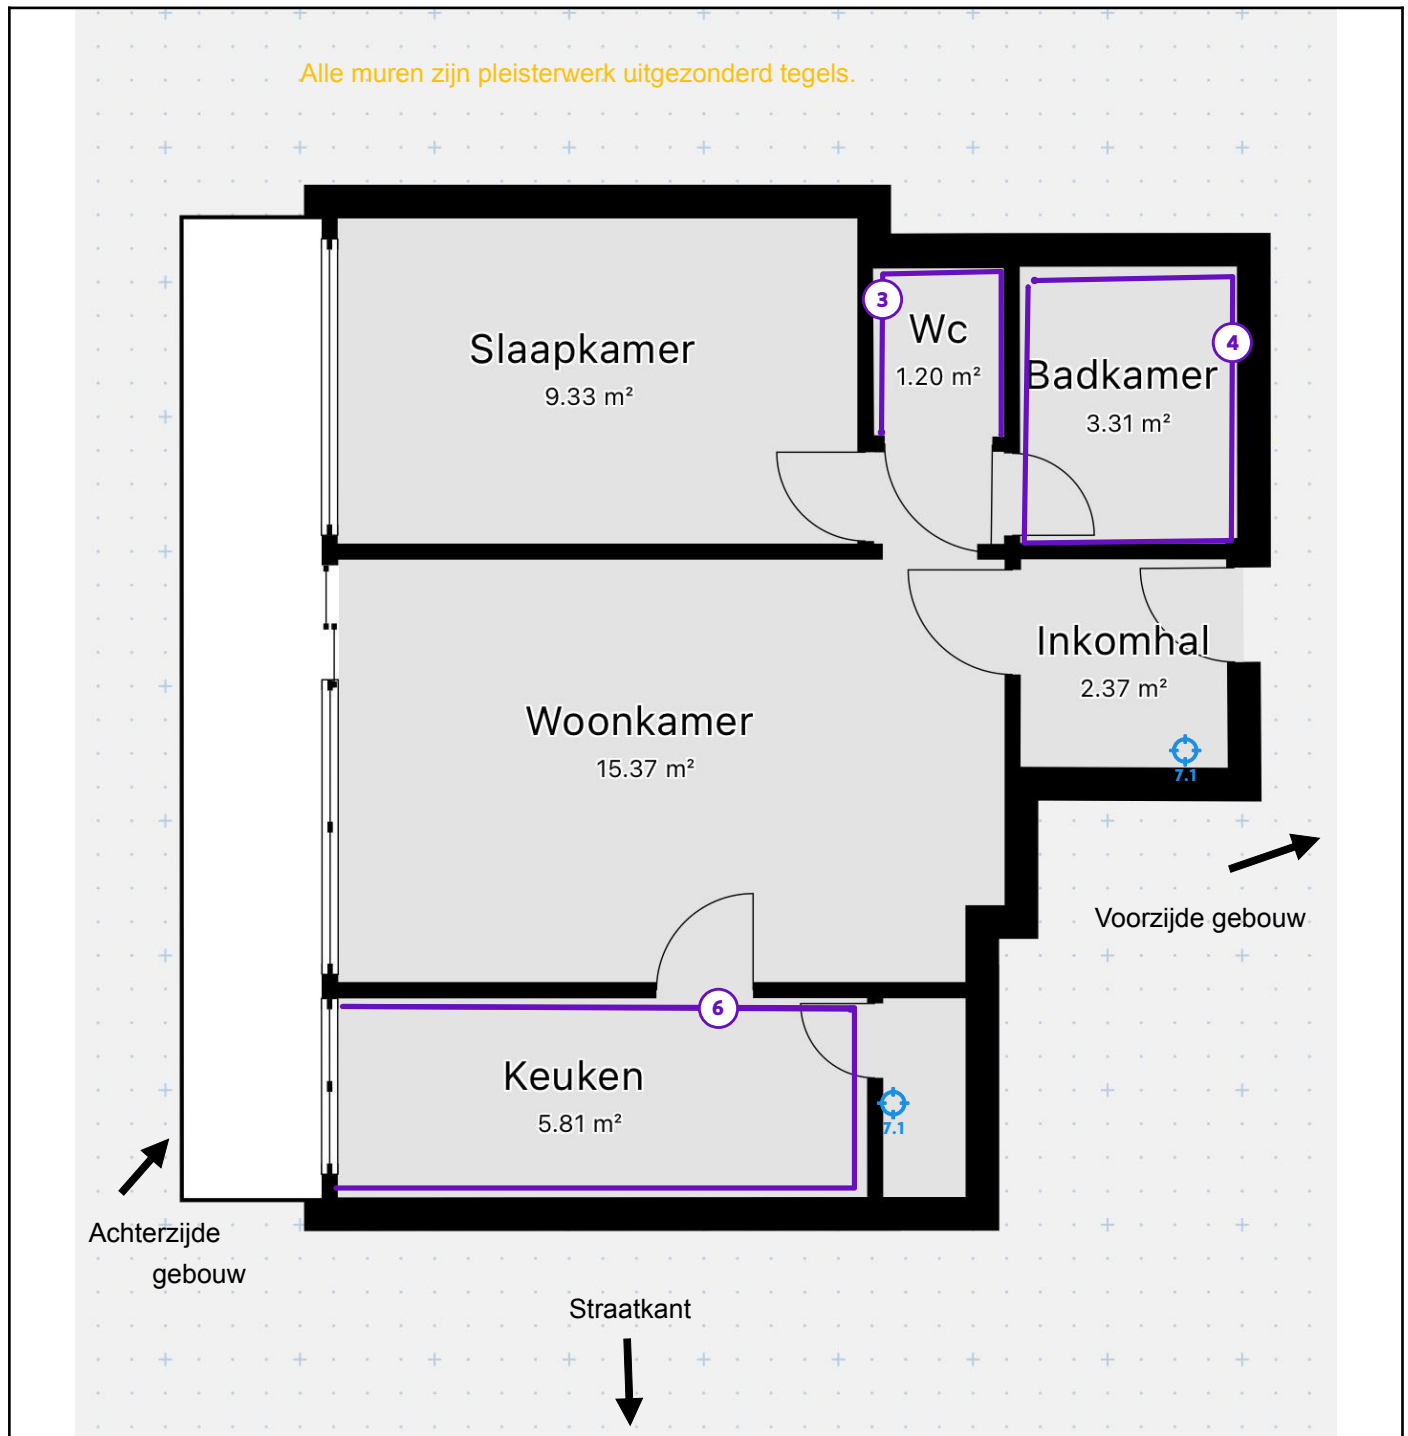 Alle muren zijn pleisterwerk uitgezonderd tegels.
3
Wc
1.20 m²
4
Slaapkamer
9.33 m²
Badkamer
3.31 m²
Inkomhal
2.37 m²
7.1
Woonkamer
15.37 m²
Voorzijde gebouw
6
Keuken
5.81 m²
7.1
Achterzijde
gebouw
Straatkant